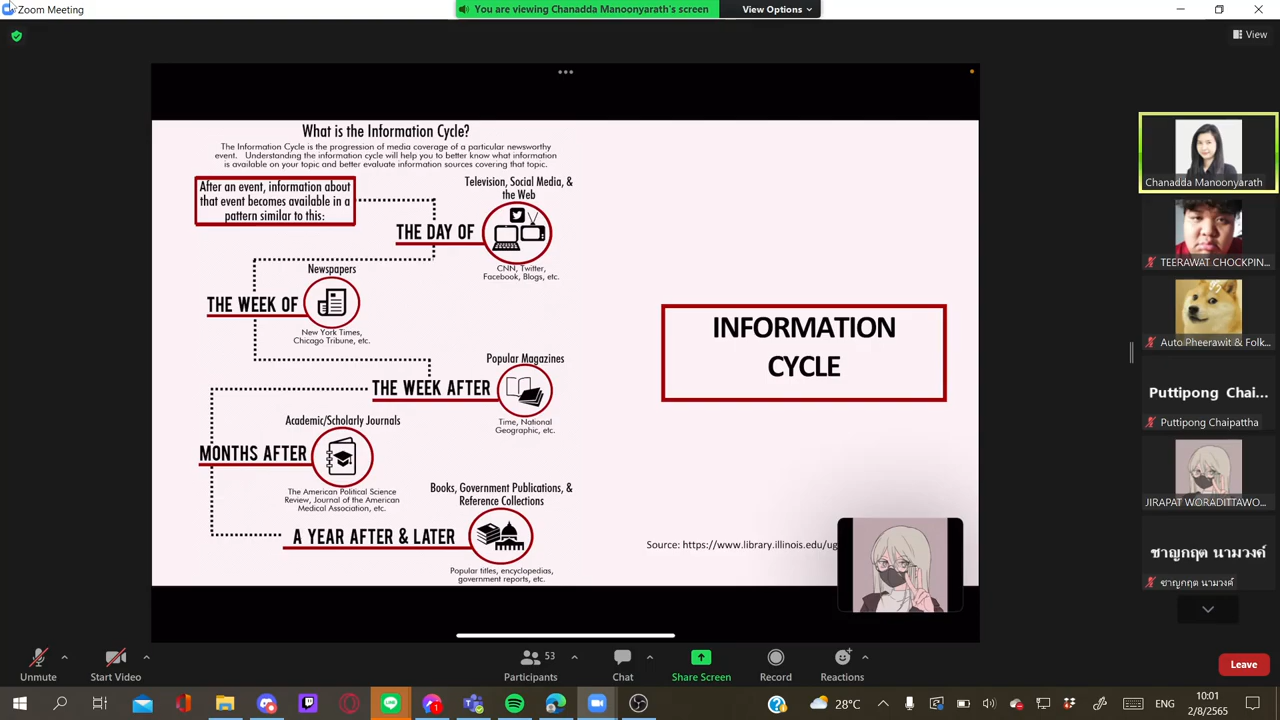 Zoom Meeting
You are viewing Chanadda Manoonyarath's screen
View Options
View
What is the Information Cycle?
The Information Cycle is the progression of media coverage of a particular newsworthy
event. Understanding the information cycle will help you to better know what information
is available on your topic and better evaluate information sources covering that topic.
After an event, information about
that event becomes available in a
pattern similar to this:
Television, Social Media, &
the Web
THE DAY OF
CNN, Twitter,
Facebook, Blogs, etc.
Newspapers
THE WEEK OF
New York Times,
Chicago Tribune, etc.
Popular Magazines
THE WEEK AFTER
Time, National
Geographic, etc.
Academic/Scholarly Journals
MONTHS AFTER
The American Political Science
Review, Journal of the American
Medical Association, etc.
Books, Government Publications, &
Reference Collections
A YEAR AFTER & LATER
Popular titles, encyclopedias,
government reports, etc.
INFORMATION
CYCLE
Source: https://www.library.illinois.edu/ug
Chanadda Manoonyarath
TEERAWAT CHOCKPIN...
Auto Pheerawit & Folk...
Puttipong Chai...
Puttipong Chaipattha
JIRAPAT WORADITTAWO...
ชาญกฤต นามวงค์
ชาญกฤต นามวงค์
Unmute
Start Video
53
Participants
Chat
Share Screen
Record
Reactions
Leave
28°C
10:01
2/8/2565